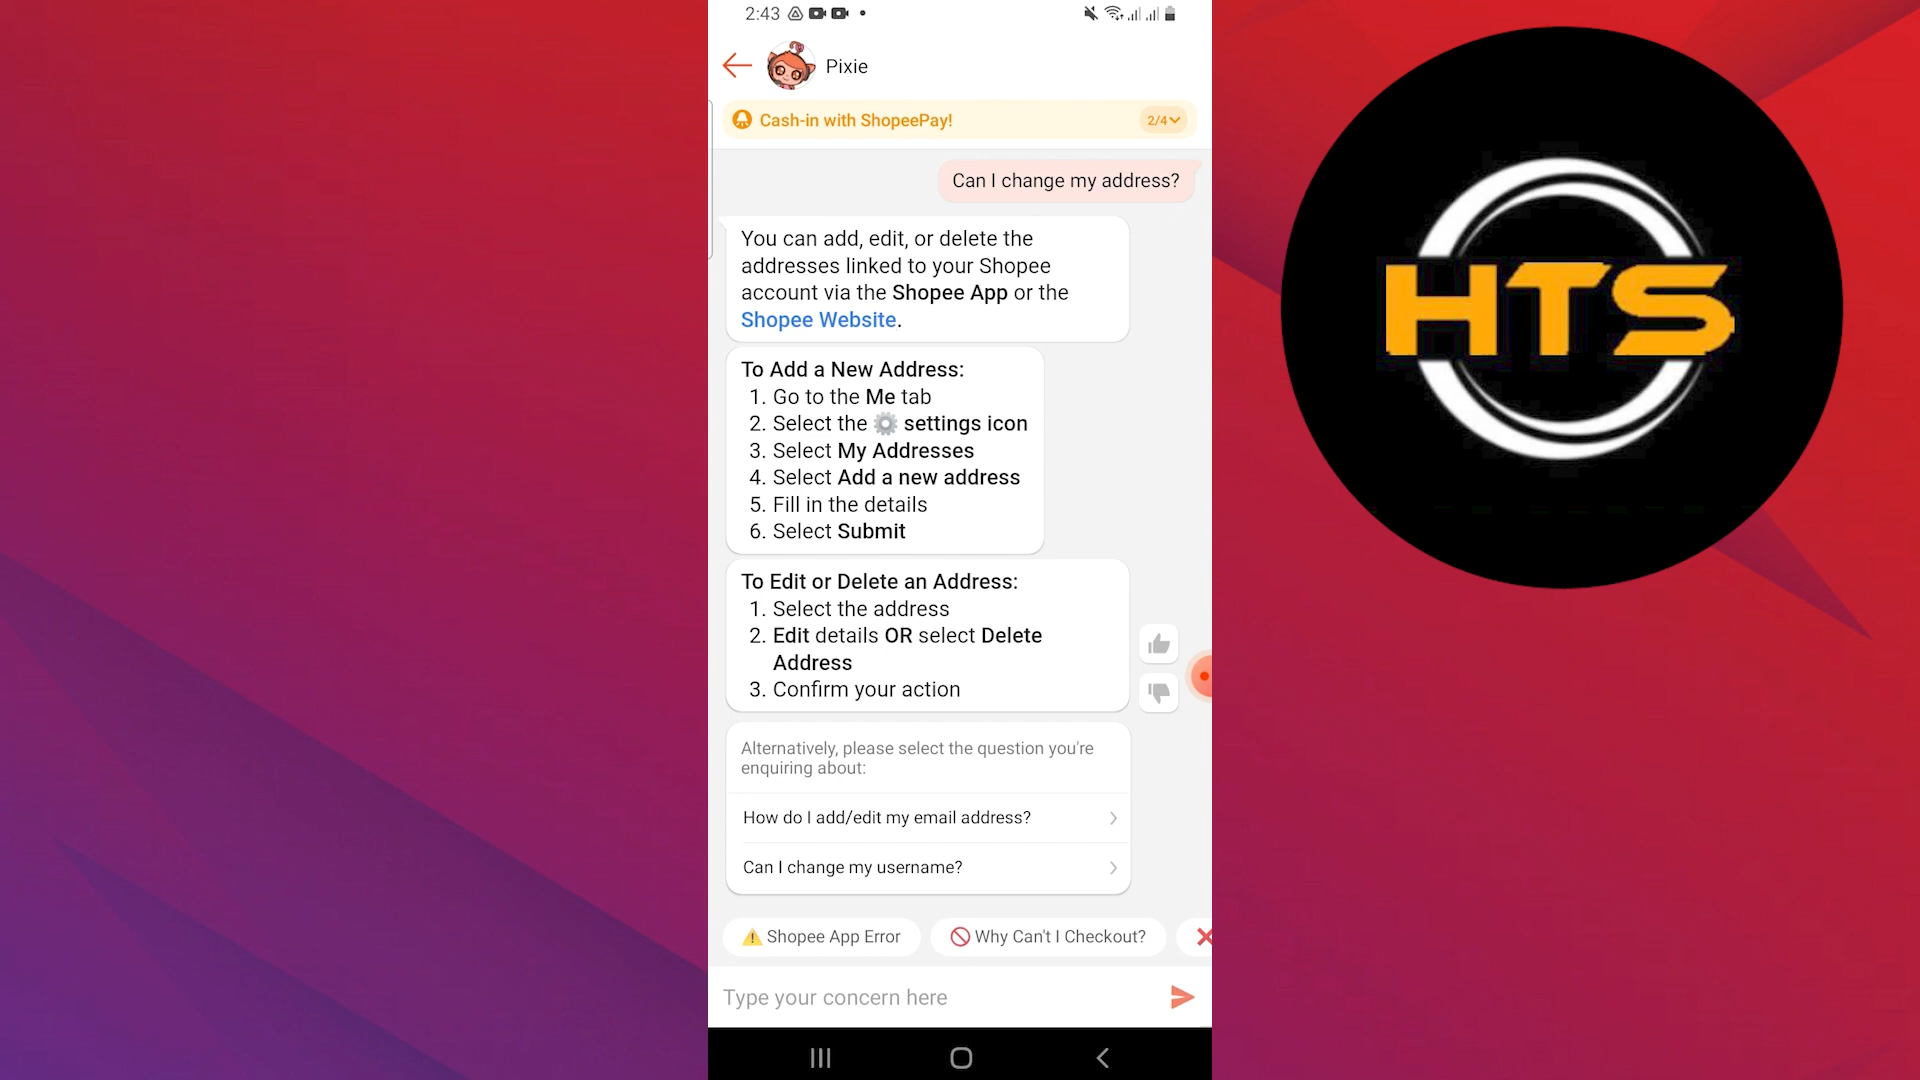 2:43
Pixie
Cash-in with ShopeePay!
2/4
Can I change my address?
You can add, edit, or delete the
addresses linked to your Shopee
account via the Shopee App or the
Shopee Website.
To Add a New Address:
1. Go to the Me tab
2. Select the ⚙️ settings icon
3. Select My Addresses
4. Select Add a new address
5. Fill in the details
6. Select Submit
To Edit or Delete an Address:
1. Select the address
2. Edit details OR select Delete
Address
3. Confirm your action
Alternatively, please select the question you're
enquiring about:
How do I add/edit my email address?
Can I change my username?
⚠️ Shopee App Error
🚫 Why Can't I Checkout?
Type your concern here
HTS